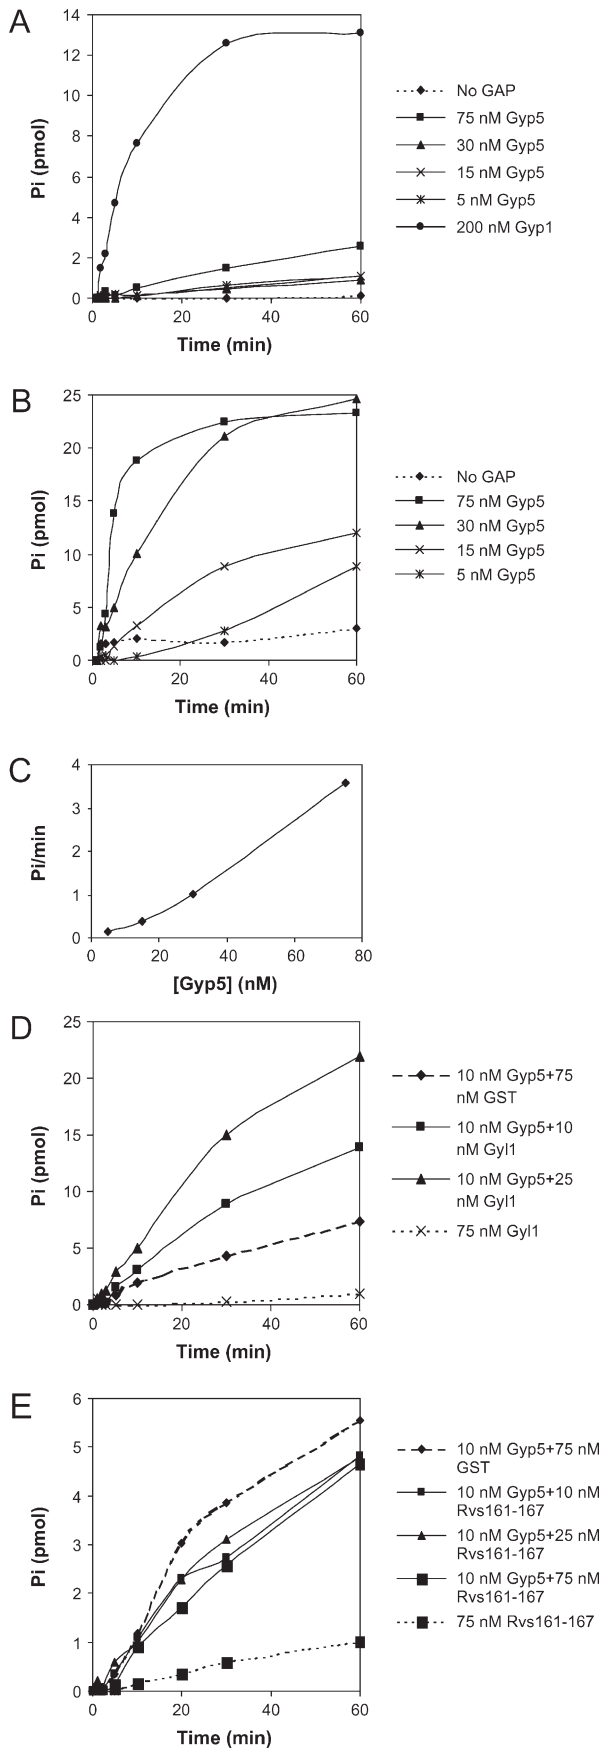 A
14
12
10
8
6
4
2
0
Pi (pmol)
0
20
40
60
Time (min)
No GAP
75 nM Gyp5
30 nM Gyp5
15 nM Gyp5
5 nM Gyp5
200 nM Gyp1
B
25
20
15
10
5
0
Pi (pmol)
0
20
40
60
Time (min)
No GAP
75 nM Gyp5
30 nM Gyp5
15 nM Gyp5
5 nM Gyp5
C
4
3
2
1
0
Pi/min
0
20
40
60
80
[Gyp5] (nM)
D
25
20
15
10
5
0
Pi (pmol)
0
20
40
60
Time (min)
10 nM Gyp5+75
nM GST
10 nM Gyp5+10
nM Gyl1
10 nM Gyp5+25
nM Gyl1
75 nM Gyl1
E
6
5
4
3
2
1
0
Pi (pmol)
0
20
40
60
Time (min)
10 nM Gyp5+75 nM
GST
10 nM Gyp5+10 nM
Rvs161-167
10 nM Gyp5+25 nM
Rvs161-167
10 nM Gyp5+75 nM
Rvs161-167
75 nM Rvs161-167